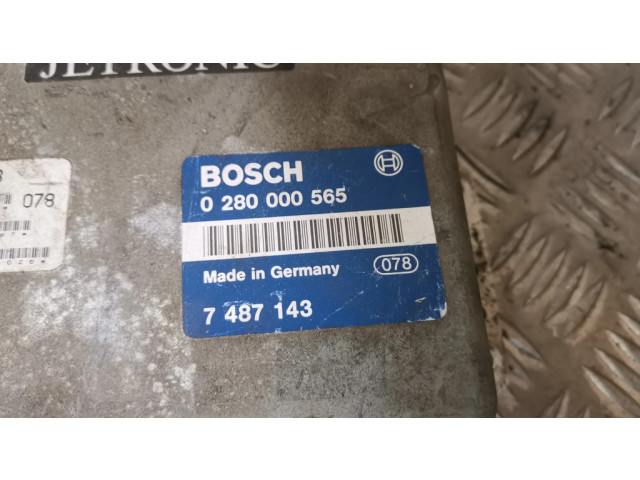 JETRONIC
078
BOSCH
0 280 000 565
Made in Germany
078
7 487 143